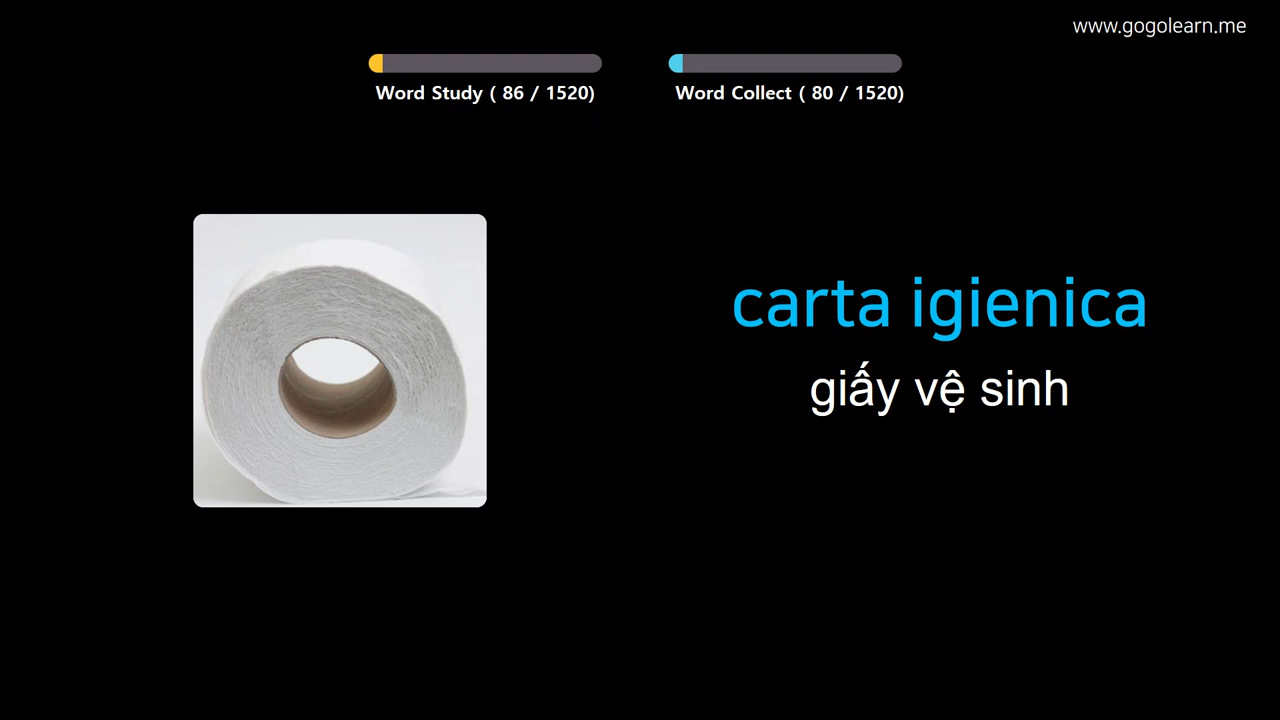 www.gogolearn.me
Word Study ( 86 / 1520)
Word Collect ( 80 / 1520)
carta igienica
giấy vệ sinh